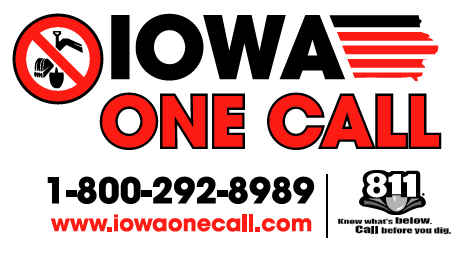 IOWA
ONE CALL
1-800-292-8989
www.iowaonecall.com
811.
Know what's below.
Call before you dig.